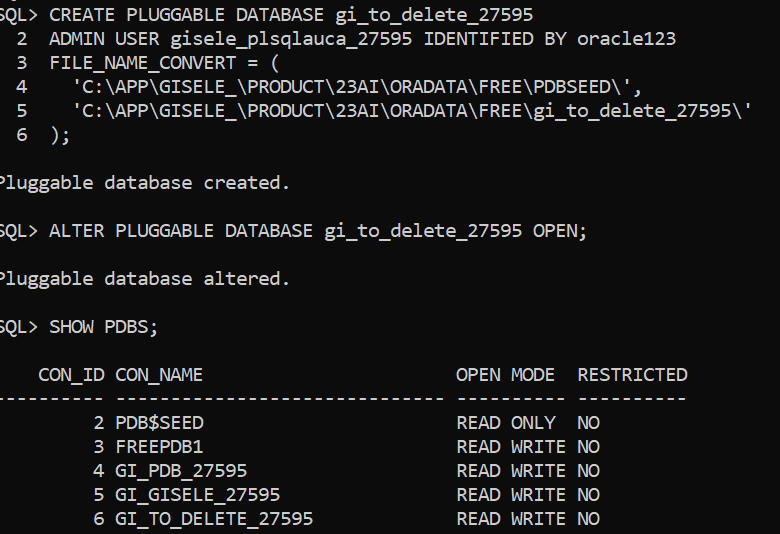 SQL> CREATE PLUGGABLE DATABASE gi_to_delete_27595
  2  ADMIN USER gisele_plsqlauca_27595 IDENTIFIED BY oracle123
  3  FILE_NAME_CONVERT = (
  4    'C:\APP\GISELE_\PRODUCT\23AI\ORADATA\FREE\PDBSEED\',
  5    'C:\APP\GISELE_\PRODUCT\23AI\ORADATA\FREE\gi_to_delete_27595\'
  6  );
Pluggable database created.
SQL> ALTER PLUGGABLE DATABASE gi_to_delete_27595 OPEN;
Pluggable database altered.
SQL> SHOW PDBS;
    CON_ID CON_NAME                       OPEN MODE  RESTRICTED
---------- ------------------------------ ---------- ----------
         2 PDB$SEED                       READ ONLY  NO
         3 FREEPDB1                       READ WRITE NO
         4 GI_PDB_27595                   READ WRITE NO
         5 GI_GISELE_27595                READ WRITE NO
         6 GI_TO_DELETE_27595             READ WRITE NO